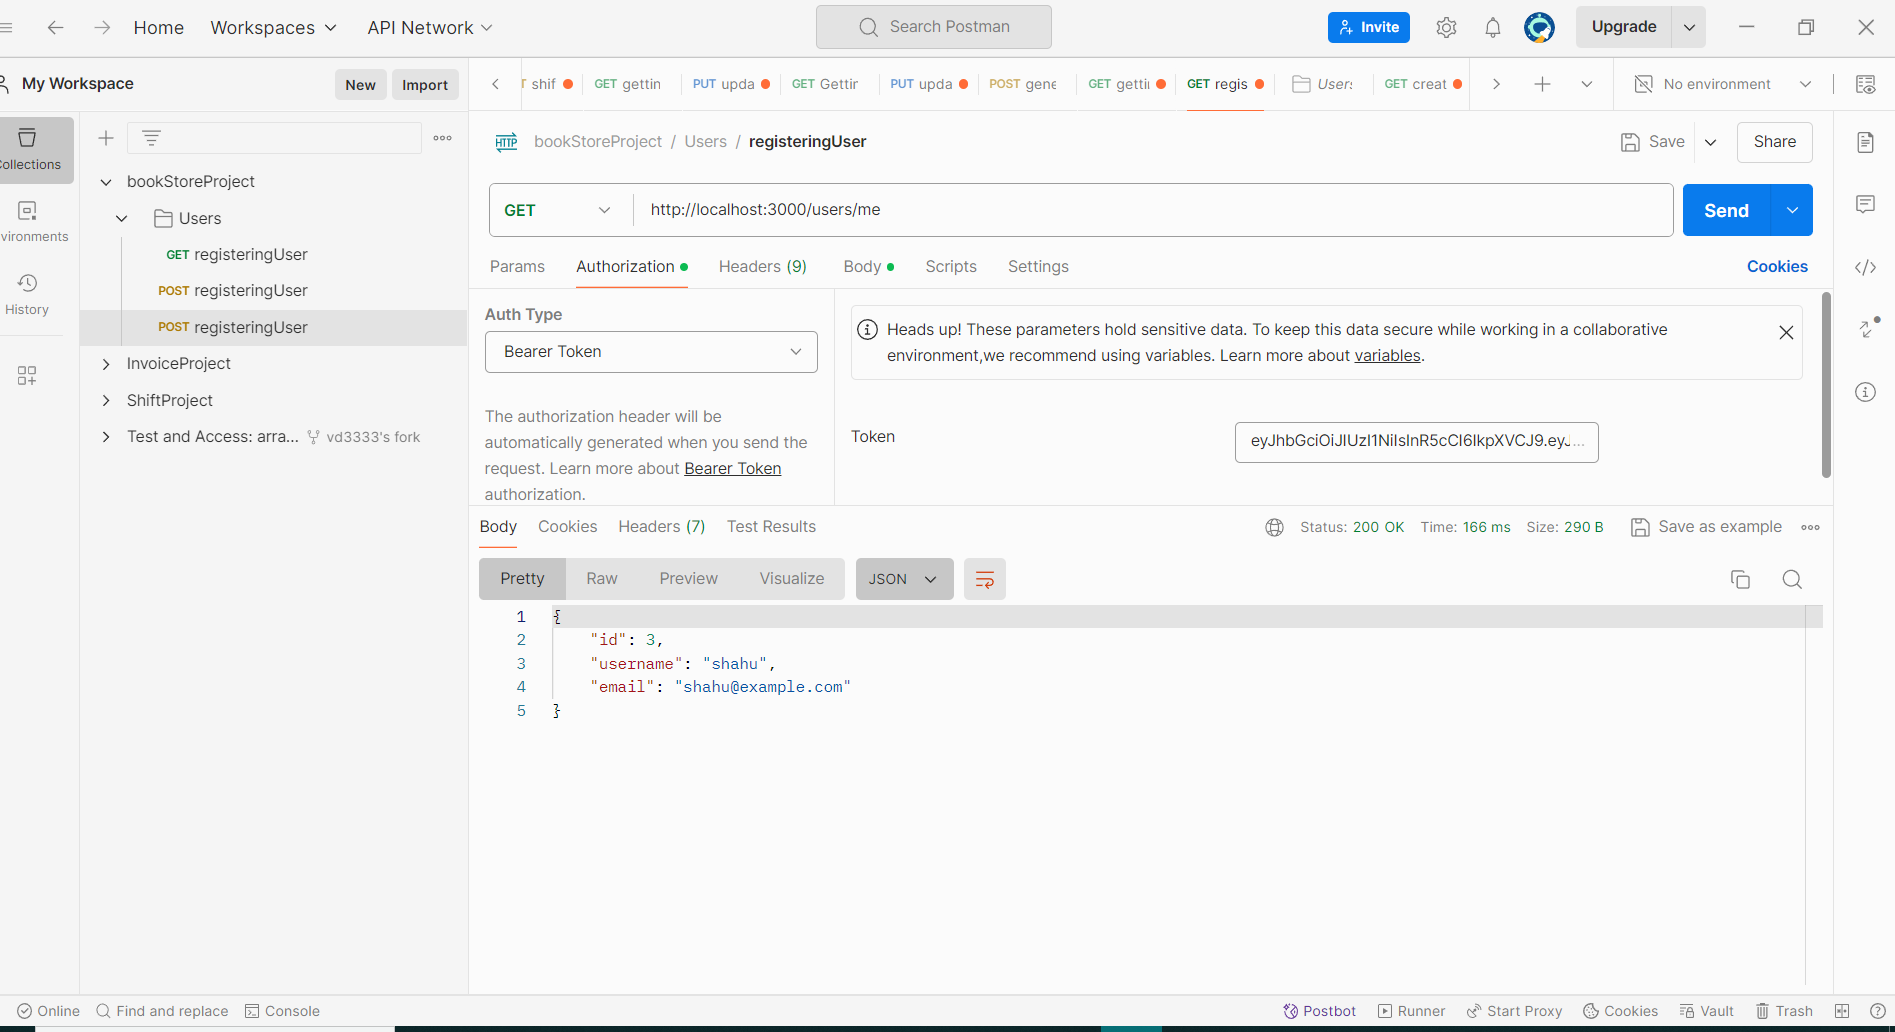 Home Workspaces API Network Search Postman Invite Upgrade
My Workspace New Import
shif GET gettin PUT upda GET Gettir PUT upda POST gene GET getti GET regis Users GET creat No environment
Collections
bookStoreProject / Users / registeringUser Save Share
bookStoreProject
Users
GET registeringUser
POST registeringUser
POST registeringUser
InvoiceProject
ShiftProject
Test and Access: arra... vd3333's fork
vironments
History
GET http://localhost:3000/users/me Send
Params Authorization Headers (9) Body Scripts Settings Cookies
Auth Type
Bearer Token
The authorization header will be
automatically generated when you send the
request. Learn more about Bearer Token
authorization.
Heads up! These parameters hold sensitive data. To keep this data secure while working in a collaborative
environment,we recommend using variables. Learn more about variables.
Token eyJhbGciOiJIUzI1NiIsInR5cCI6IkpXVCJ9.eyJ...
Body Cookies Headers (7) Test Results Status: 200 OK Time: 166 ms Size: 290 B Save as example
Pretty Raw Preview Visualize JSON
1 {
2 "id": 3,
3 "username": "shahu",
4 "email": "shahu@example.com"
5 }
Online Find and replace Console Postbot Runner Start Proxy Cookies Vault Trash